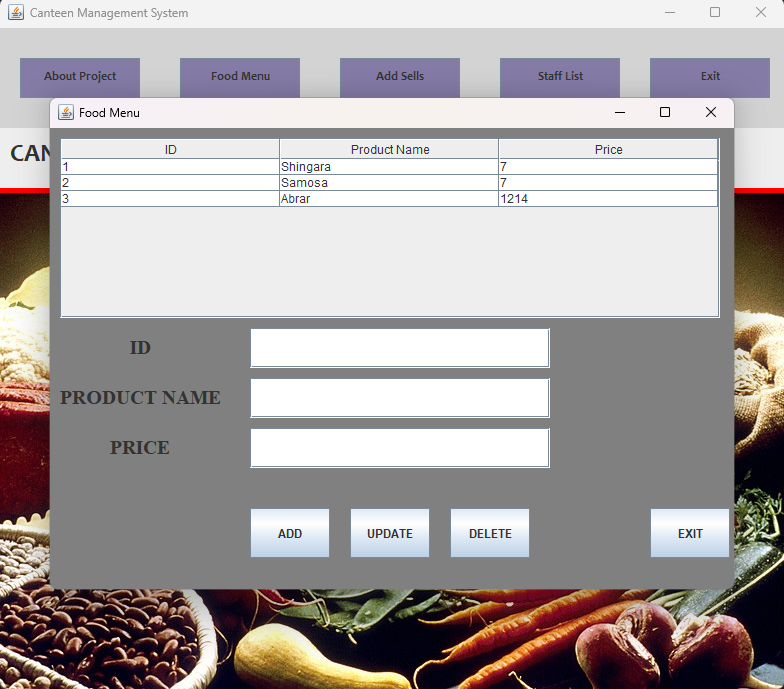 Canteen Management System
About Project Food Menu Add Sells Staff List Exit
CAN
Food Menu
ID Product Name Price
1 Shingara 7
2 Samosa 7
3 Abrar 1214
ID
PRODUCT NAME
PRICE
ADD UPDATE DELETE EXIT